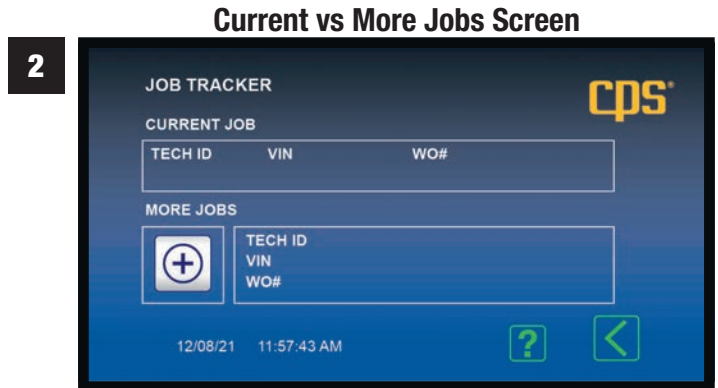 Current vs More Jobs Screen
2
JOB TRACKER
cps®
CURRENT JOB
TECH ID VIN WO#
MORE JOBS
TECH ID
VIN
WO#
12/08/21 11:57:43 AM
?